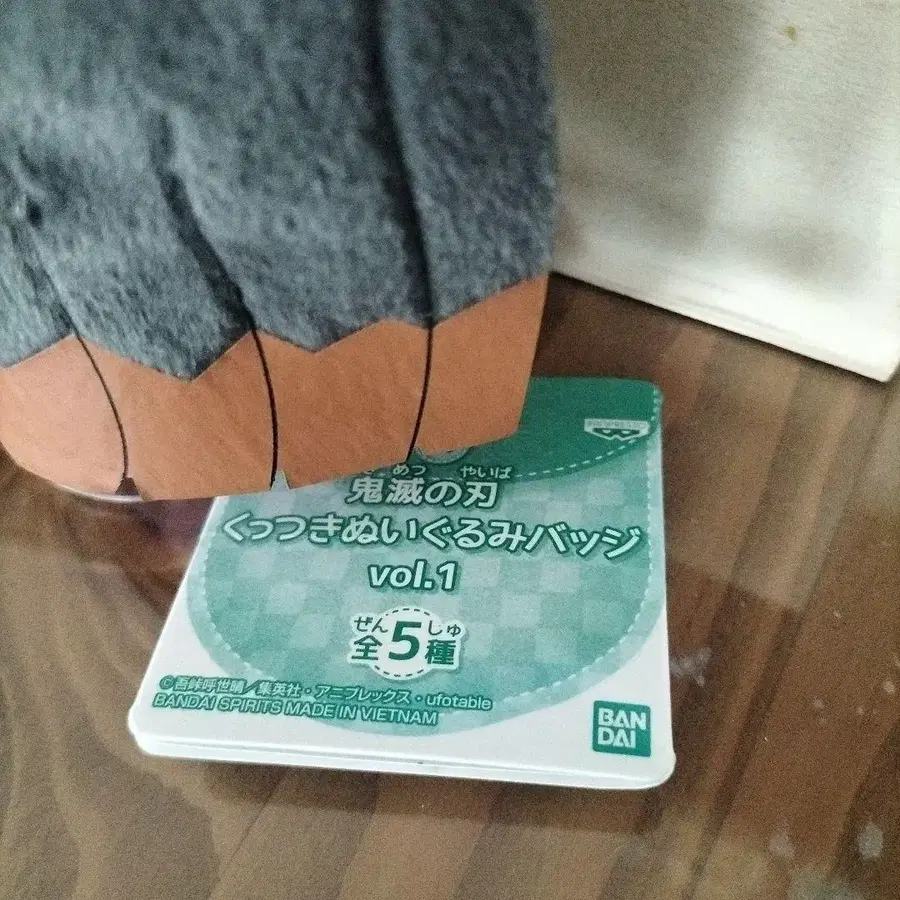 めつ やいば
鬼滅の刃
くっつきぬいぐるみバッジ
vol.1
ぜん しゅ
全5種
©吾峠呼世晴／集英社・アニプレックス・ufotable
BANDAI SPIRITS MADE IN VIETNAM
BAN
DAI